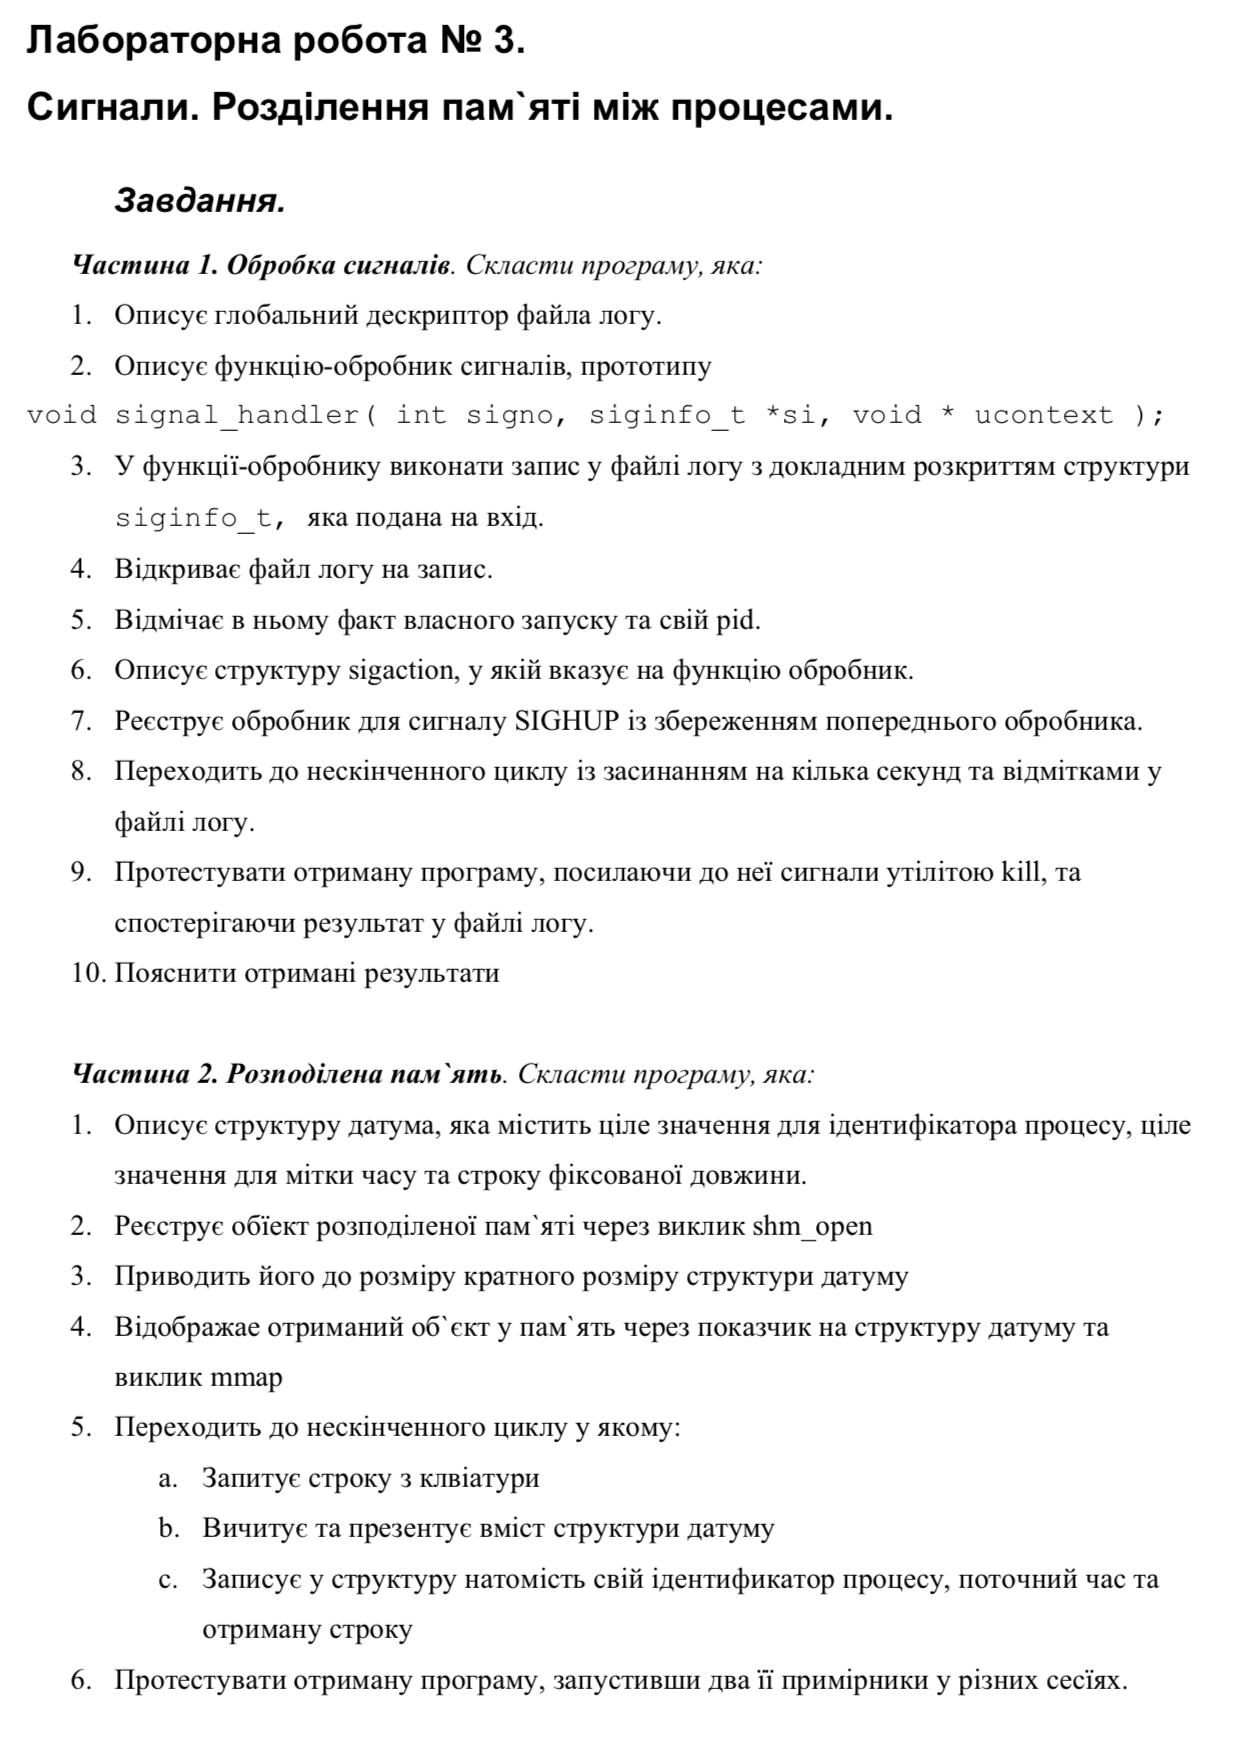 Лабораторна робота № 3.
Сигнали. Розділення пам`яті між процесами.
Завдання.
Частина 1. Обробка сигналів. Скласти програму, яка:
1. Описує глобальний дескриптор файла логу.
2. Описує функцію-обробник сигналів, прототипу
void signal_handler( int signo, siginfo_t *si, void * ucontext );
3. У функції-обробнику виконати запис у файлі логу з докладним розкриттям структури
siginfo_t, яка подана на вхід.
4. Відкриває файл логу на запис.
5. Відмічає в ньому факт власного запуску та свій pid.
6. Описує структуру sigaction, у якій вказує на функцію обробник.
7. Реєструє обробник для сигналу SIGHUP із збереженням попереднього обробника.
8. Переходить до нескінченного циклу із засинанням на кілька секунд та відмітками у
файлі логу.
9. Протестувати отриману програму, посилаючи до неї сигнали утілітою kill, та
спостерігаючи результат у файлі логу.
10. Пояснити отримані результати
Частина 2. Розподілена пам`ять. Скласти програму, яка:
1. Описує структуру датума, яка містить ціле значення для ідентифікатора процесу, ціле
значення для мітки часу та строку фіксованої довжини.
2. Реєструє обїект розподіленої пам`яті через виклик shm_open
3. Приводить його до розміру кратного розміру структури датуму
4. Відображае отриманий об`єкт у пам`ять через показчик на структуру датуму та
виклик mmap
5. Переходить до нескінченного циклу у якому:
a. Запитує строку з клвіатури
b. Вичитує та презентує вміст структури датуму
c. Записує у структуру натомість свій ідентификатор процесу, поточний час та
отриману строку
6. Протестувати отриману програму, запустивши два її примірники у різних сесїях.